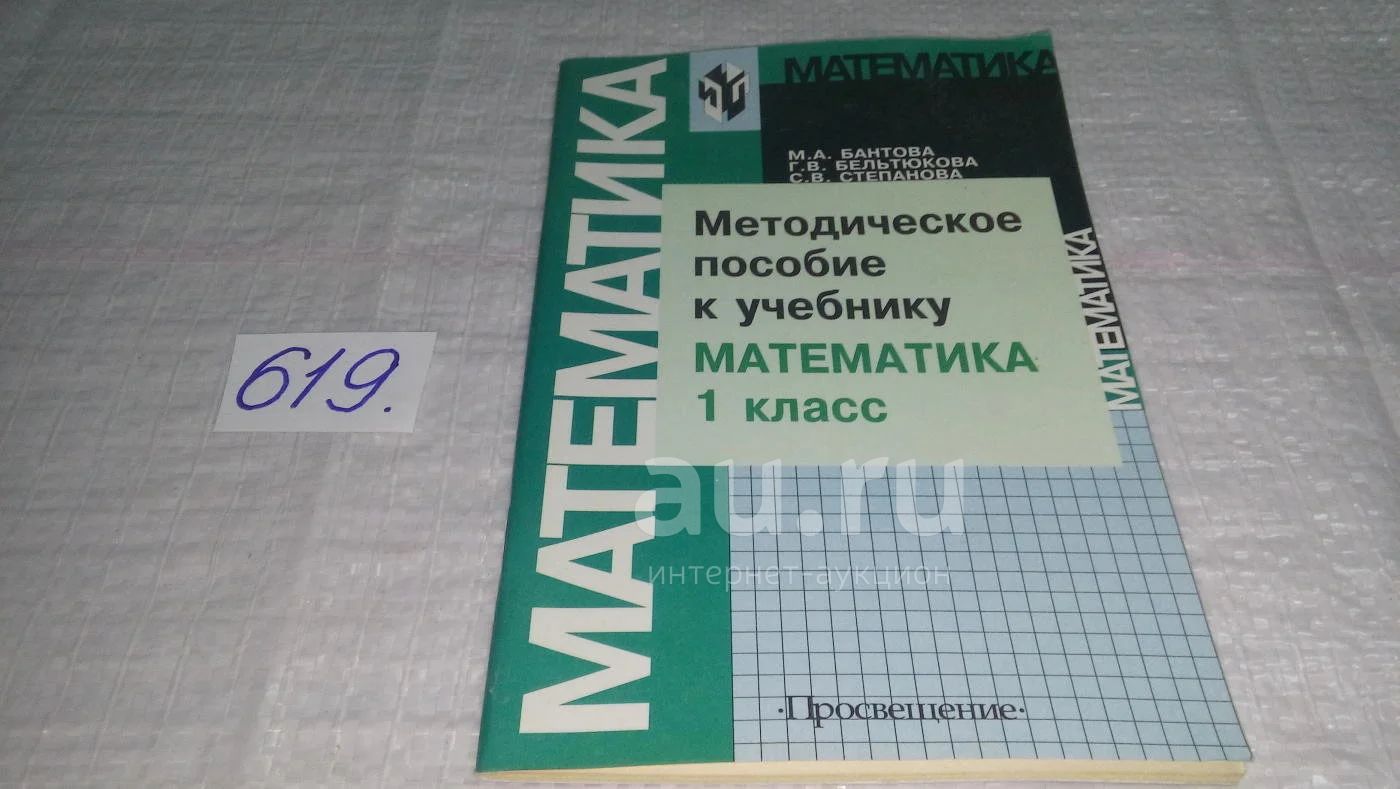 МАТЕМАТИКА
МАТЕМАТИКА
М.А. БАНТОВА
Г.В. БЕЛЬТЮКОВА
С.В. СТЕПАНОВА
Методическое
пособие
к учебнику
МАТЕМАТИКА
1 класс
МАТЕМАТИКА
619.
au.ru
интернет-аукцион
·Просвещение·